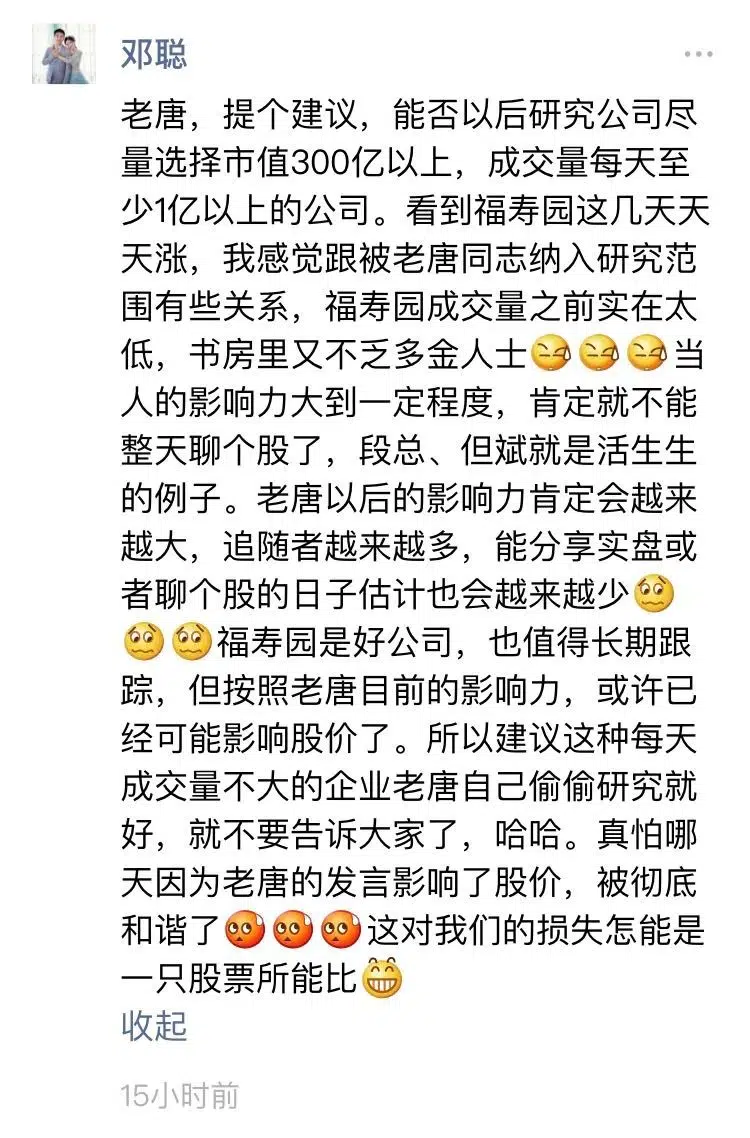 邓聪
老唐，提个建议，能否以后研究公司尽
量选择市值300亿以上，成交量每天至
少1亿以上的公司。看到福寿园这几天天
天涨，我感觉跟被老唐同志纳入研究范
围有些关系，福寿园成交量之前实在太
低，书房里又不乏多金人士😅😅😅当
人的影响力大到一定程度，肯定就不能
整天聊个股了，段总、但斌就是活生生
的例子。老唐以后的影响力肯定会越来
越大，追随者越来越多，能分享实盘或
者聊个股的日子估计也会越来越少😟
😟😟福寿园是好公司，也值得长期跟
踪，但按照老唐目前的影响力，或许已
经可能影响股价了。所以建议这种每天
成交量不大的企业老唐自己偷偷研究就
好，就不要告诉大家了，哈哈。真怕哪
天因为老唐的发言影响了股价，被彻底
和谐了😡😡😡这对我们的损失怎能是
一只股票所能比😁
收起
15小时前